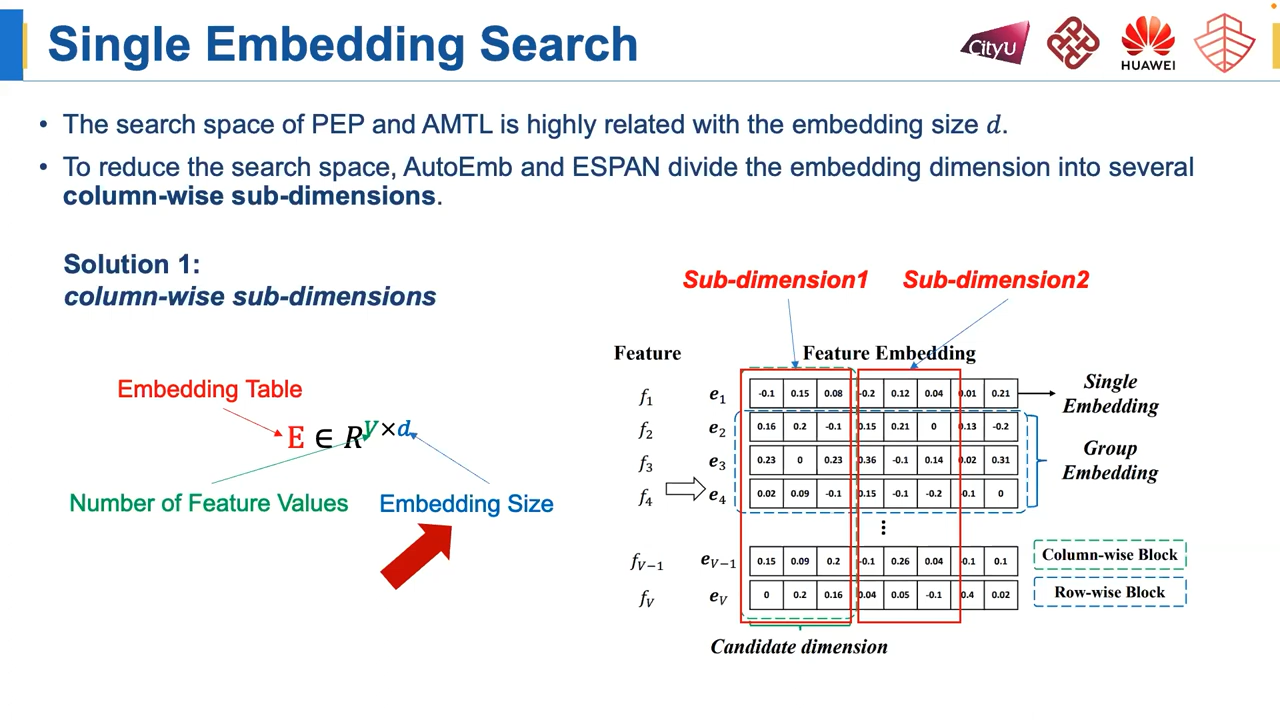 Single Embedding Search
CityU
HUAWEI
• The search space of PEP and AMTL is highly related with the embedding size d.
• To reduce the search space, AutoEmb and ESPAN divide the embedding dimension into several
column-wise sub-dimensions.
Solution 1:
column-wise sub-dimensions
Embedding Table
E ∈ R^{V×d}
Number of Feature Values
Embedding Size
Sub-dimension1
Sub-dimension2
Feature
Feature Embedding
f₁ e₁ -0.1 0.15 0.08 -0.2 0.12 0.04 0.01 0.21
Single
Embedding
f₂ e₂ 0.16 0.2 -0.1 0.15 0.21 0 0.13 -0.2
f₃ e₃ 0.23 0 0.23 0.36 -0.1 0.14 0.02 0.31
Group
Embedding
f₄ e₄ 0.02 0.09 -0.1 0.15 -0.1 -0.2 -0.1 0
⋮
f_{V−1} e_{V−1} 0.15 0.09 0.2 -0.1 0.26 0.04 -0.1 0.1
f_V e_V 0 0.2 0.16 0.04 0.05 -0.1 0.4 0.02
Column-wise Block
Row-wise Block
Candidate dimension